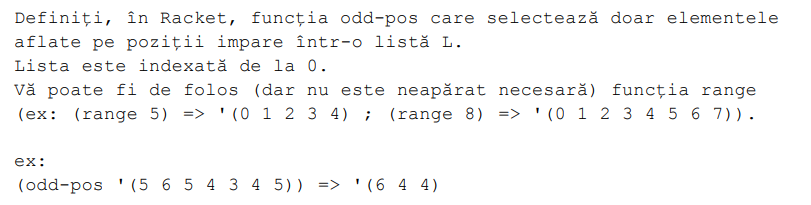 Definiți, în Racket, funcția odd-pos care selectează doar elementele
aflate pe poziții impare într-o listă L.
Lista este indexată de la 0.
Vă poate fi de folos (dar nu este neapărat necesară) funcția range
(ex: (range 5) => '(0 1 2 3 4) ; (range 8) => '(0 1 2 3 4 5 6 7)).
ex:
(odd-pos '(5 6 5 4 3 4 5)) => '(6 4 4)